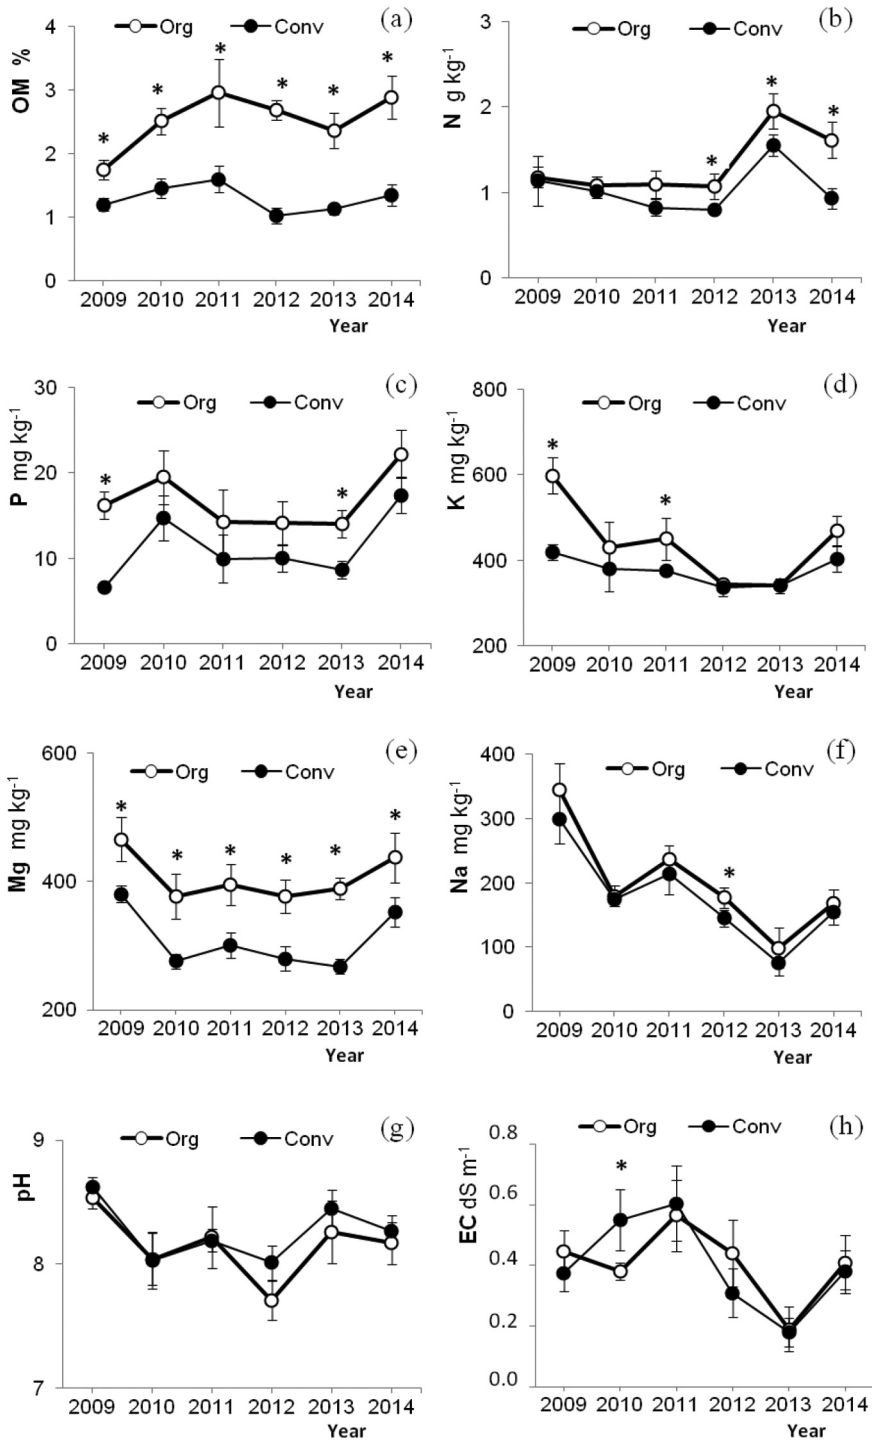 (a)
Org Conv
OM %
4
3
2
1
0
* * * * * *
2009 2010 2011 2012 2013 2014
Year
(b)
Org Conv
N g kg-1
3
2
1
0
* * *
2009 2010 2011 2012 2013 2014
Year
(c)
Org Conv
P mg kg-1
30
20
10
0
* *
2009 2010 2011 2012 2013 2014
Year
(d)
Org Conv
K mg kg-1
800
600
400
200
* *
2009 2010 2011 2012 2013 2014
Year
(e)
Org Conv
Mg mg kg-1
600
400
200
* * * * * *
2009 2010 2011 2012 2013 2014
Year
(f)
Org Conv
Na mg kg-1
400
300
200
100
0
*
2009 2010 2011 2012 2013 2014
Year
(g)
Org Conv
pH
9
8
7
2009 2010 2011 2012 2013 2014
Year
(h)
Org Conv
EC dS m-1
0.8
0.6
0.4
0.2
0.0
*
2009 2010 2011 2012 2013 2014
Year